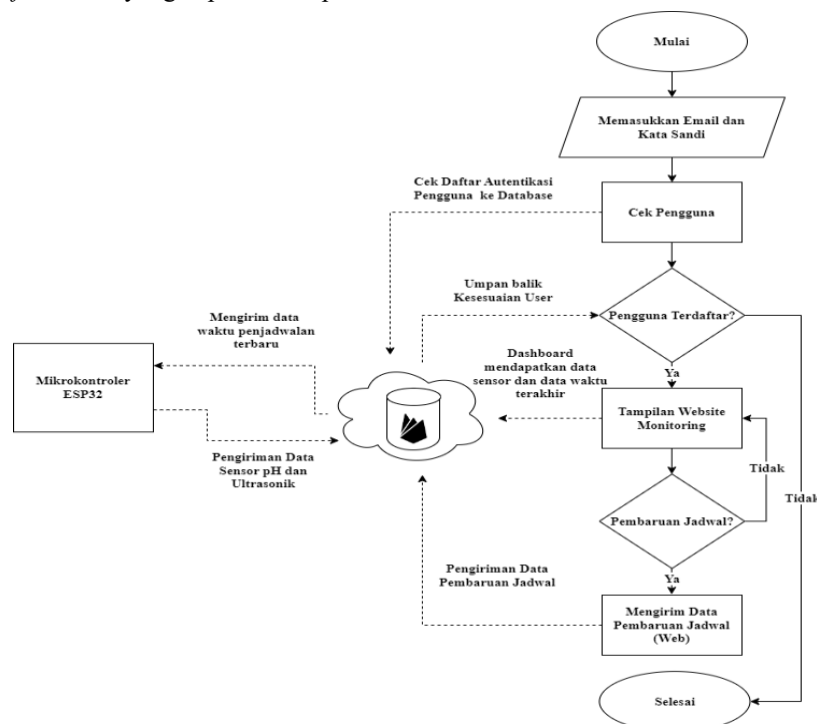 Mulai
Memasukkan Email dan
Kata Sandi
Cek Daftar Autentikasi
Pengguna ke Database
Cek Pengguna
Umpan balik
Kesesuaian User
Pengguna Terdaftar?
Mengirim data
waktu penjadwalan
terbaru
Dashboard
mendapatkan data
sensor dan data waktu
terakhir
Ya
Mikrokontroler
ESP32
Tampilan Website
Monitoring
Pengiriman Data
Sensor pH dan
Ultrasonik
Tidak
Tidak
Pembaruan Jadwal?
Pengiriman Data
Pembaruan Jadwal
Ya
Mengirim Data
Pembaruan Jadwal
(Web)
Selesai